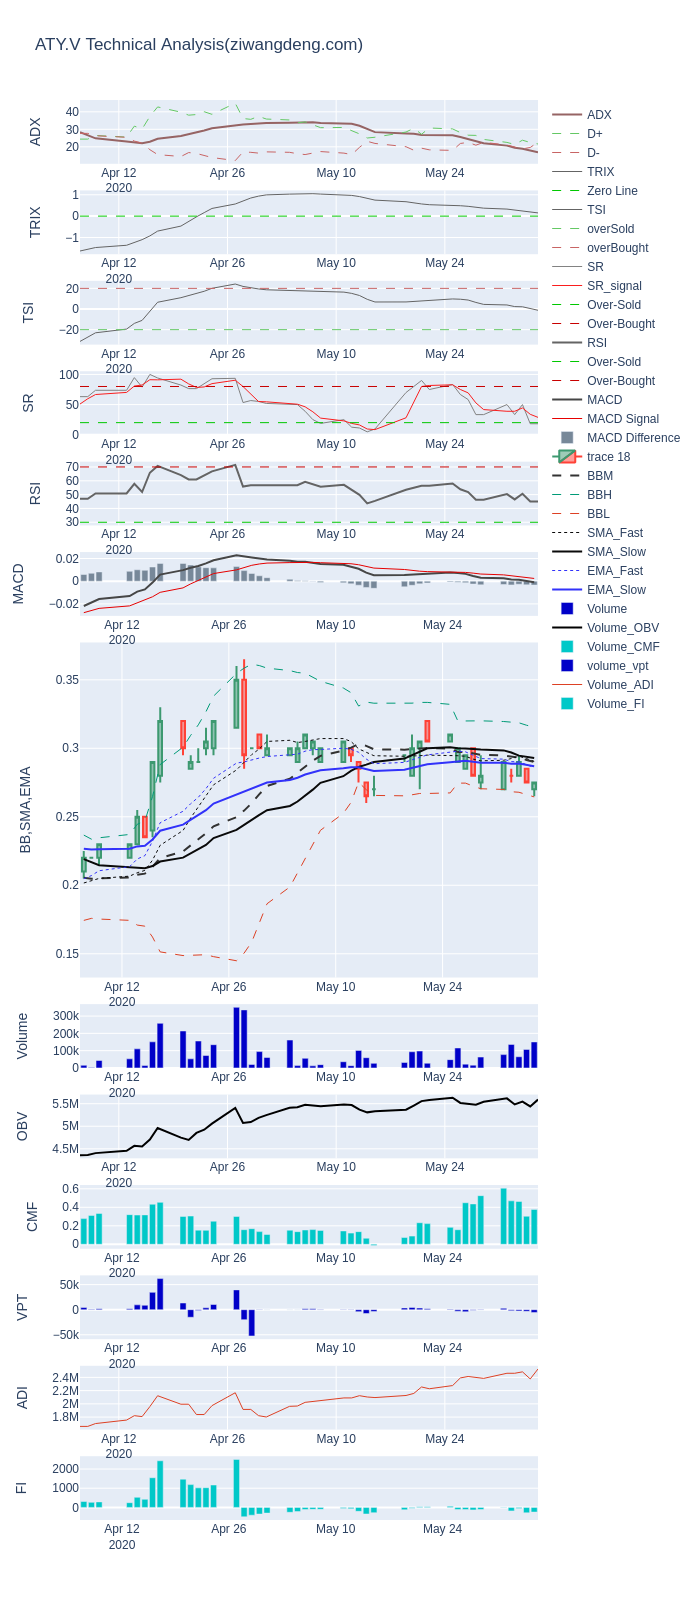 ATY.V Technical Analysis(ziwangdeng.com)
ADX
40
30
20
Apr 12
2020
Apr 26
May 10
May 24
TRIX
1
0
−1
Apr 12
2020
Apr 26
May 10
May 24
TSI
20
0
−20
Apr 12
2020
Apr 26
May 10
May 24
SR
100
50
0
Apr 12
2020
Apr 26
May 10
May 24
RSI
70
60
50
40
30
Apr 12
2020
Apr 26
May 10
May 24
MACD
0.02
0
−0.02
Apr 12
2020
Apr 26
May 10
May 24
BB,SMA,EMA
0.35
0.3
0.25
0.2
0.15
Apr 12
2020
Apr 26
May 10
May 24
Volume
300k
200k
100k
0
Apr 12
2020
Apr 26
May 10
May 24
OBV
5.5M
5M
4.5M
Apr 12
2020
Apr 26
May 10
May 24
CMF
0.6
0.4
0.2
0
Apr 12
2020
Apr 26
May 10
May 24
VPT
50k
0
−50k
Apr 12
2020
Apr 26
May 10
May 24
ADI
2.4M
2.2M
2M
1.8M
Apr 12
2020
Apr 26
May 10
May 24
FI
2000
1000
0
Apr 12
2020
Apr 26
May 10
May 24
ADX
D+
D-
TRIX
Zero Line
TSI
overSold
overBought
SR
SR_signal
Over-Sold
Over-Bought
RSI
Over-Sold
Over-Bought
MACD
MACD Signal
MACD Difference
trace 18
BBM
BBH
BBL
SMA_Fast
SMA_Slow
EMA_Fast
EMA_Slow
Volume
Volume_OBV
Volume_CMF
volume_vpt
Volume_ADI
Volume_FI